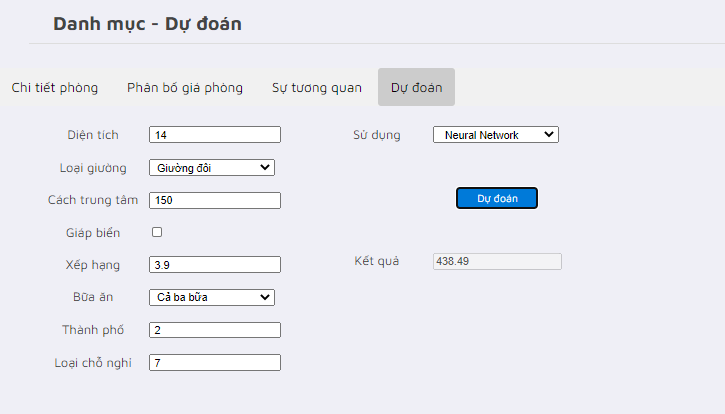 Danh mục - Dự đoán
Chi tiết phòng Phân bố giá phòng Sự tương quan Dự đoán
Diện tích 14 Sử dụng Neural Network
Loại giường Giường đôi
Cách trung tâm 150 Dự đoán
Giáp biển
Xếp hạng 3.9 Kết quả 438.49
Bữa ăn Cả ba bữa
Thành phố 2
Loại chỗ nghỉ 7